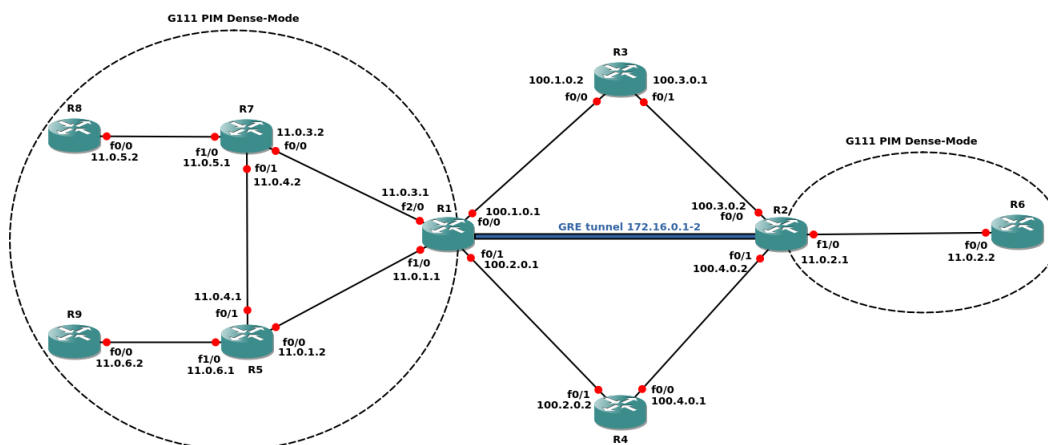 G111 PIM Dense-Mode
R3
100.1.0.2
100.3.0.1
f0/0
f0/1
R8
R7
11.0.3.2
f0/0
f0/0
11.0.5.2
f1/0
11.0.5.1
f0/1
11.0.4.2
G111 PIM Dense-Mode
11.0.3.1
f2/0
R1
100.1.0.1
f0/0
GRE tunnel 172.16.0.1-2
100.3.0.2
f0/0
R2
R6
f0/1
100.2.0.1
f1/0
11.0.1.1
f0/1
100.4.0.2
f1/0
11.0.2.1
f0/0
11.0.2.2
11.0.4.1
f0/1
R9
f0/0
11.0.6.2
f1/0
11.0.6.1
R5
f0/0
11.0.1.2
f0/1
100.2.0.2
f0/0
100.4.0.1
R4